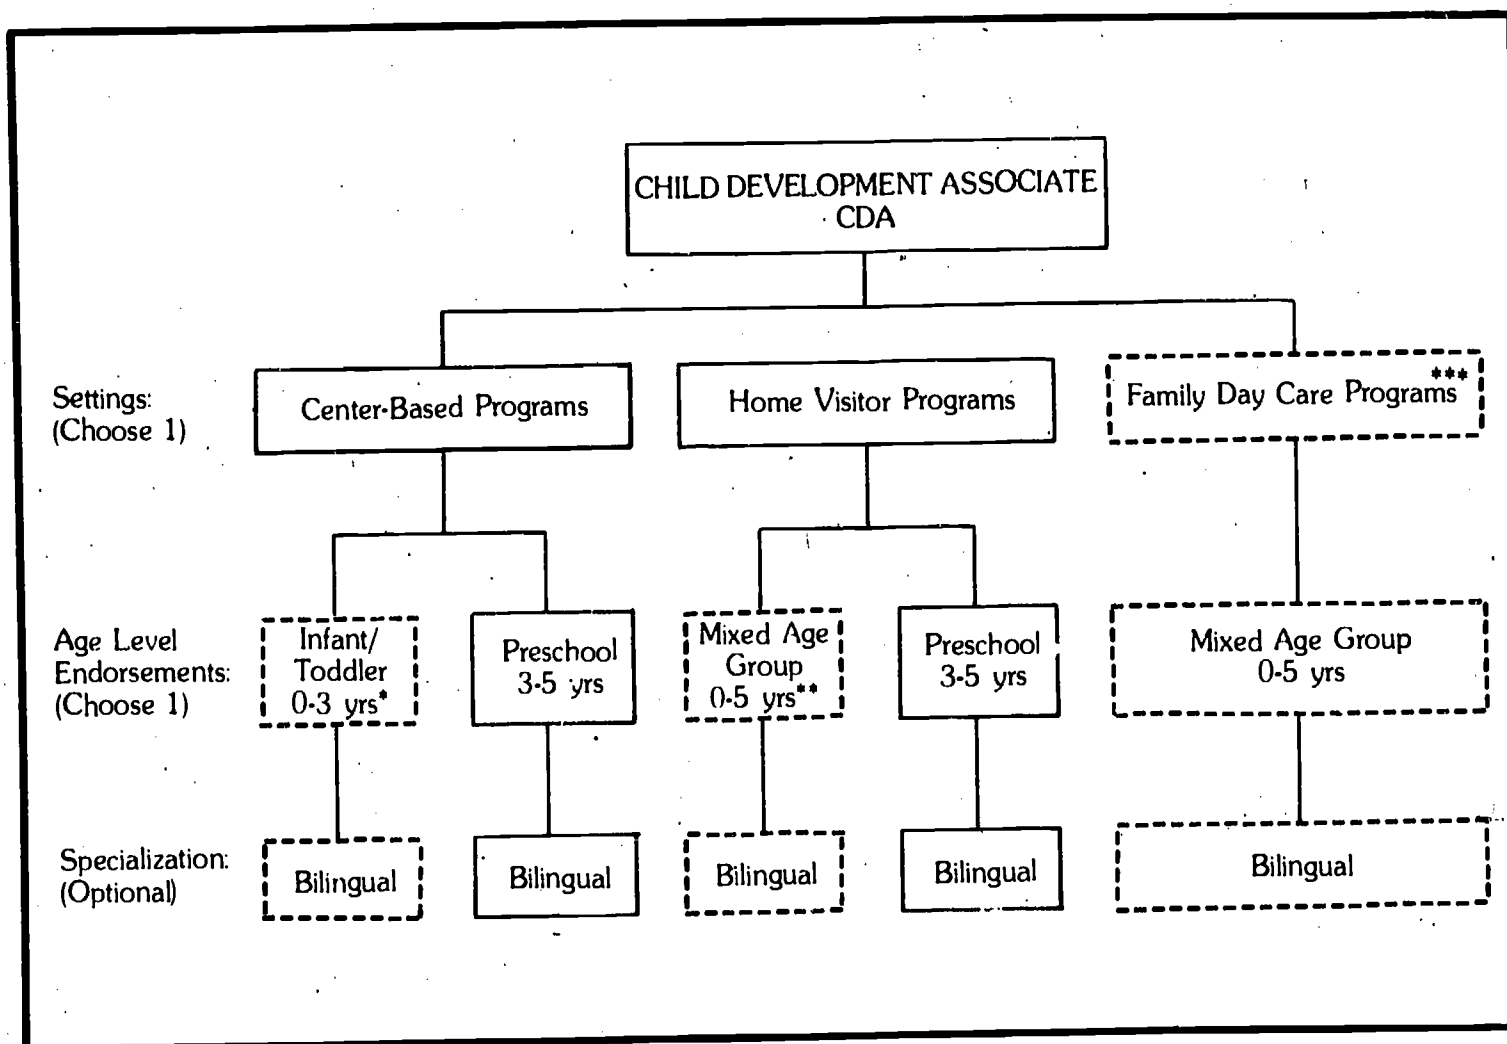 CHILD DEVELOPMENT ASSOCIATE
CDA
Settings:
(Choose 1)
Center-Based Programs
Home Visitor Programs
Family Day Care Programs***
Age Level
Endorsements:
(Choose 1)
Infant/
Toddler
0-3 yrs*
Preschool
3-5 yrs
Mixed Age
Group
0-5 yrs**
Preschool
3-5 yrs
Mixed Age Group
0-5 yrs
Specialization:
(Optional)
Bilingual
Bilingual
Bilingual
Bilingual
Bilingual